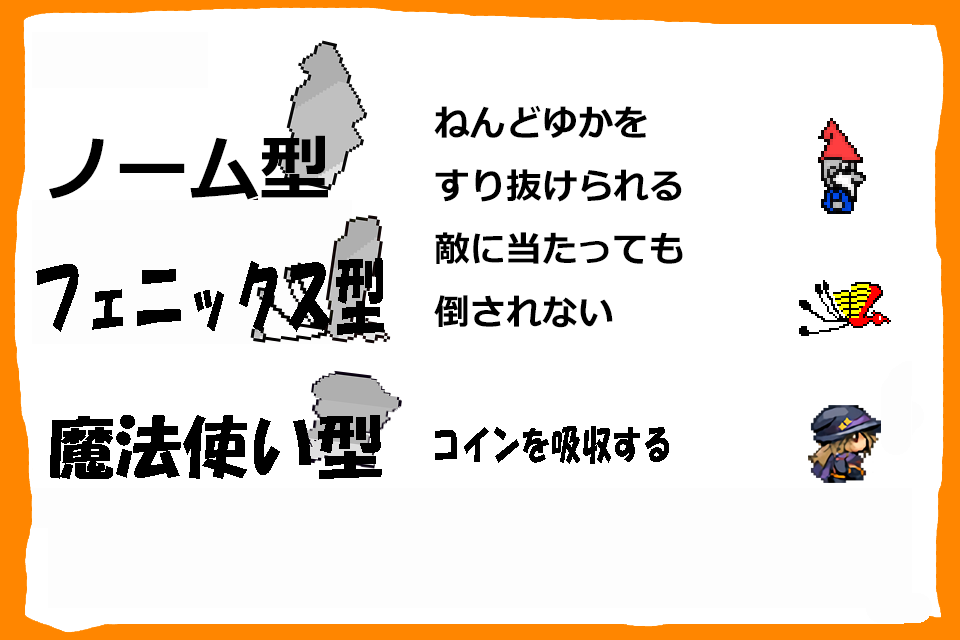 ノーム型
ねんどゆかを
すり抜けられる
フェニックス型
敵に当たっても
倒されない
魔法使い型
コインを吸収する